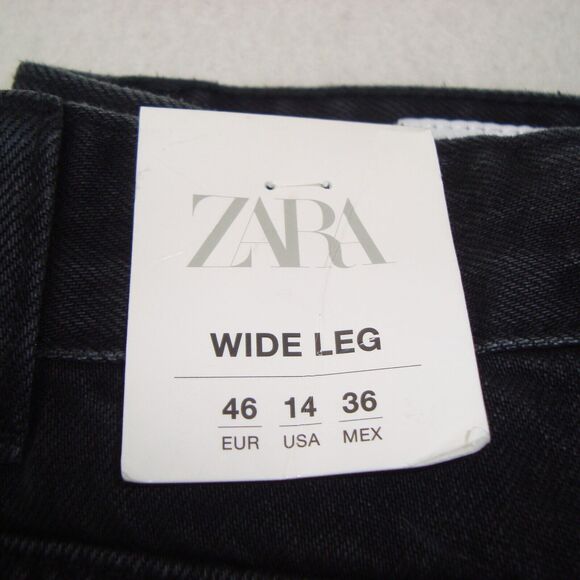 ZARA
WIDE LEG
46 14 36
EUR USA MEX